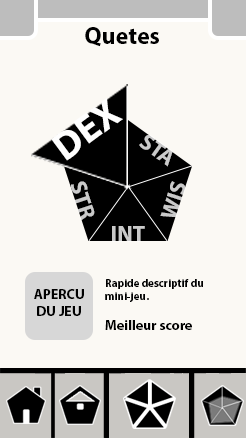 Quetes
DEX
STA
STR
WIS
INT
APERCU
DU JEU
Rapide descriptif du
mini-jeu.
Meilleur score